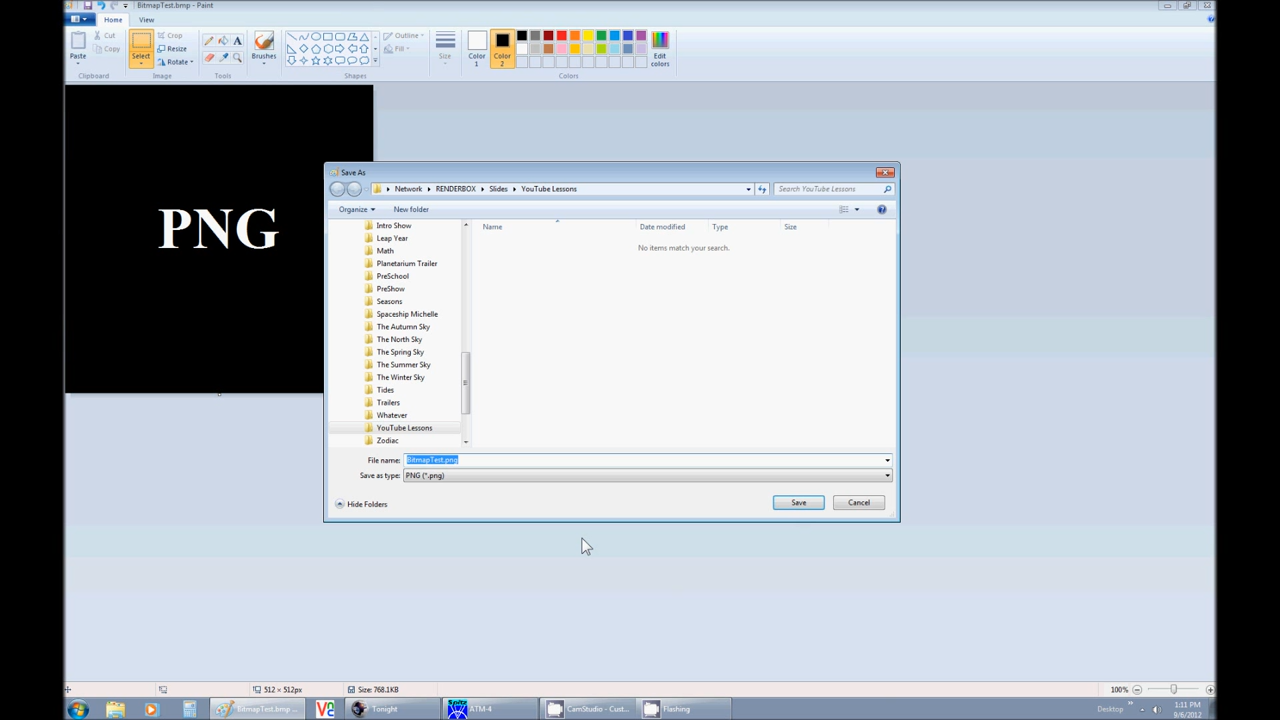 BitmapTest.bmp - Paint
Home View
Paste
Cut
Copy
Clipboard
Select
Crop
Resize
Rotate
Image
A
Tools
Brushes
Outline
Fill
Shapes
Size
Color
1
Color
2
Edit
colors
Colors
PNG
Save As
Network RENDERBOX Slides YouTube Lessons
Search YouTube Lessons
Organize New folder
Name Date modified Type Size
No items match your search.
Intro Show
Leap Year
Math
Planetarium Trailer
PreSchool
PreShow
Seasons
Spaceship Michelle
The Autumn Sky
The North Sky
The Spring Sky
The Summer Sky
The Winter Sky
Tides
Trailers
Whatever
YouTube Lessons
Zodiac
File name: BitmapTest.png
Save as type: PNG (*.png)
Hide Folders
Save Cancel
512 × 512px
Size: 768.1KB
100%
BitmapTest.bmp ...
Tonight
ATM-4
CamStudio - Cust...
Flashing
Desktop
1:11 PM
9/6/2012